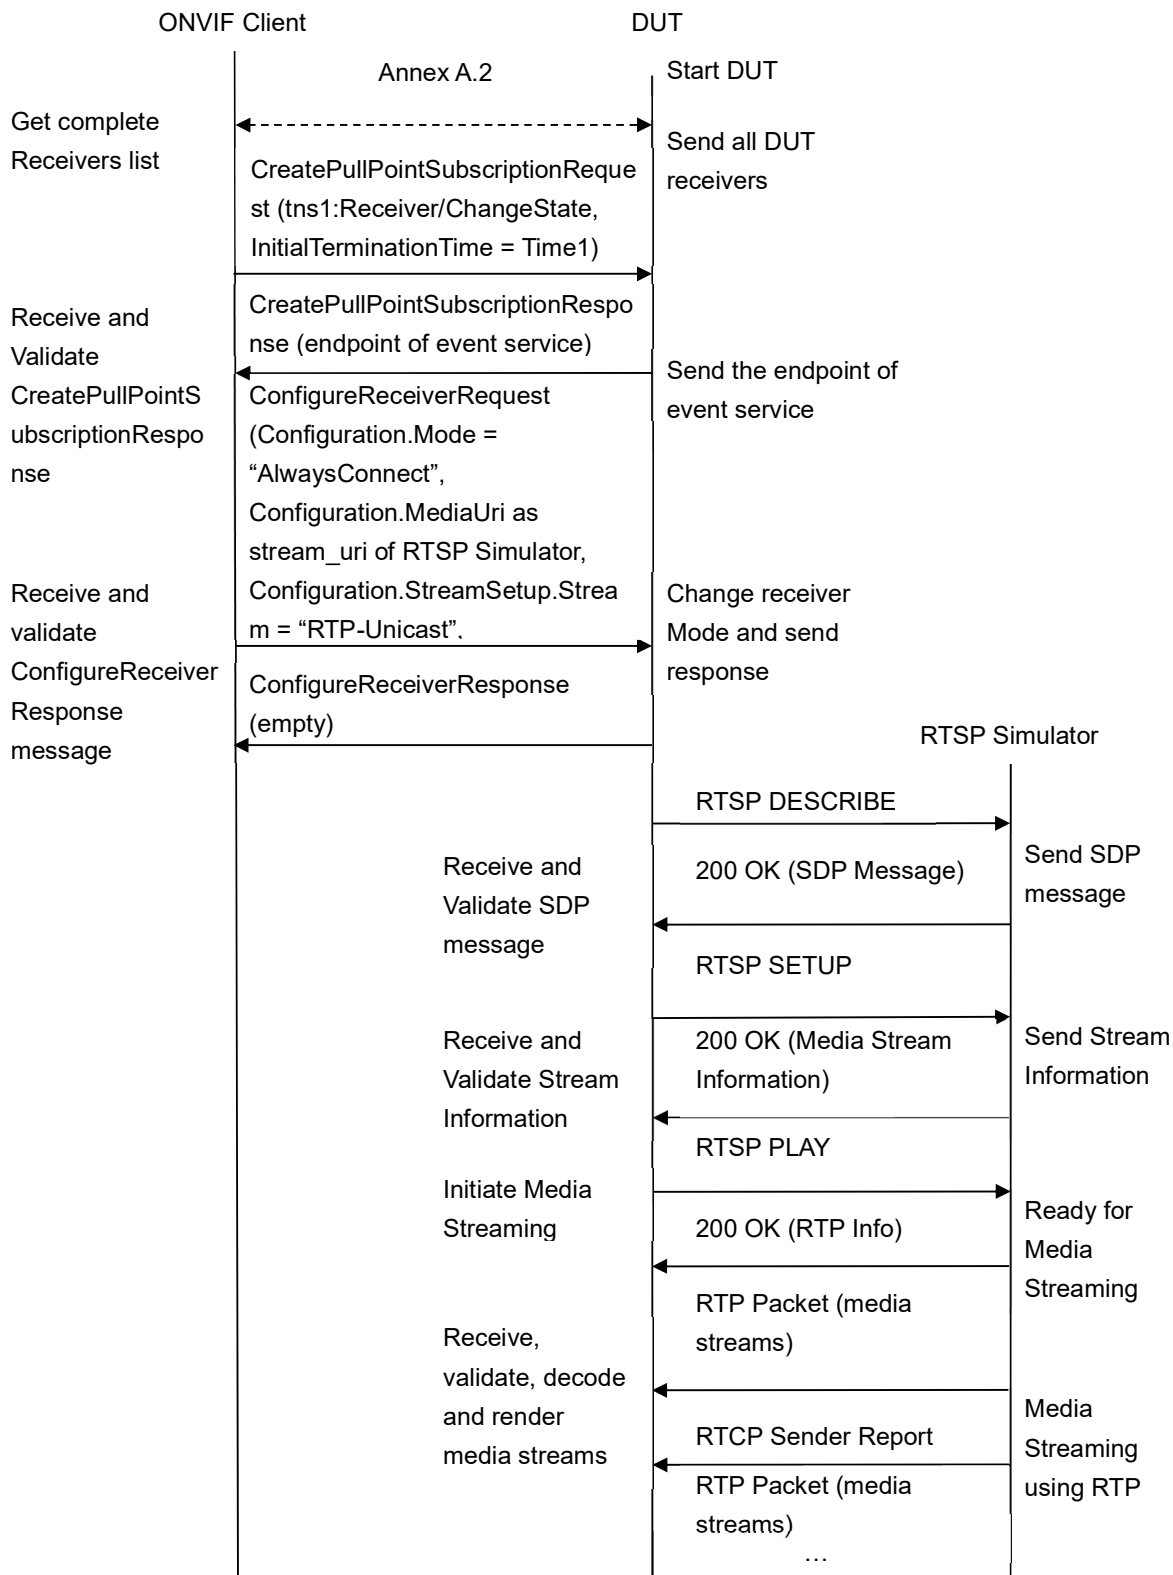 ONVIF Client
DUT
Annex A.2
Start DUT
Get complete
Receivers list
Send all DUT
receivers
CreatePullPointSubscriptionReque
st (tns1:Receiver/ChangeState,
InitialTerminationTime = Time1)
CreatePullPointSubscriptionRespo
nse (endpoint of event service)
Receive and
Validate
CreatePullPointS
ubscriptionRespo
nse
Send the endpoint of
event service
ConfigureReceiverRequest
(Configuration.Mode =
“AlwaysConnect”,
Configuration.MediaUri as
stream_uri of RTSP Simulator,
Configuration.StreamSetup.Strea
m = “RTP-Unicast”,
Receive and
validate
ConfigureReceiver
Response
message
Change receiver
Mode and send
response
ConfigureReceiverResponse
(empty)
RTSP Simulator
RTSP DESCRIBE
Receive and
Validate SDP
message
200 OK (SDP Message)
Send SDP
message
RTSP SETUP
Receive and
Validate Stream
Information
200 OK (Media Stream
Information)
Send Stream
Information
RTSP PLAY
Initiate Media
Streaming
200 OK (RTP Info)
Ready for
Media
Streaming
RTP Packet (media
streams)
Receive,
validate, decode
and render
media streams
RTCP Sender Report
Media
Streaming
using RTP
RTP Packet (media
streams)
…